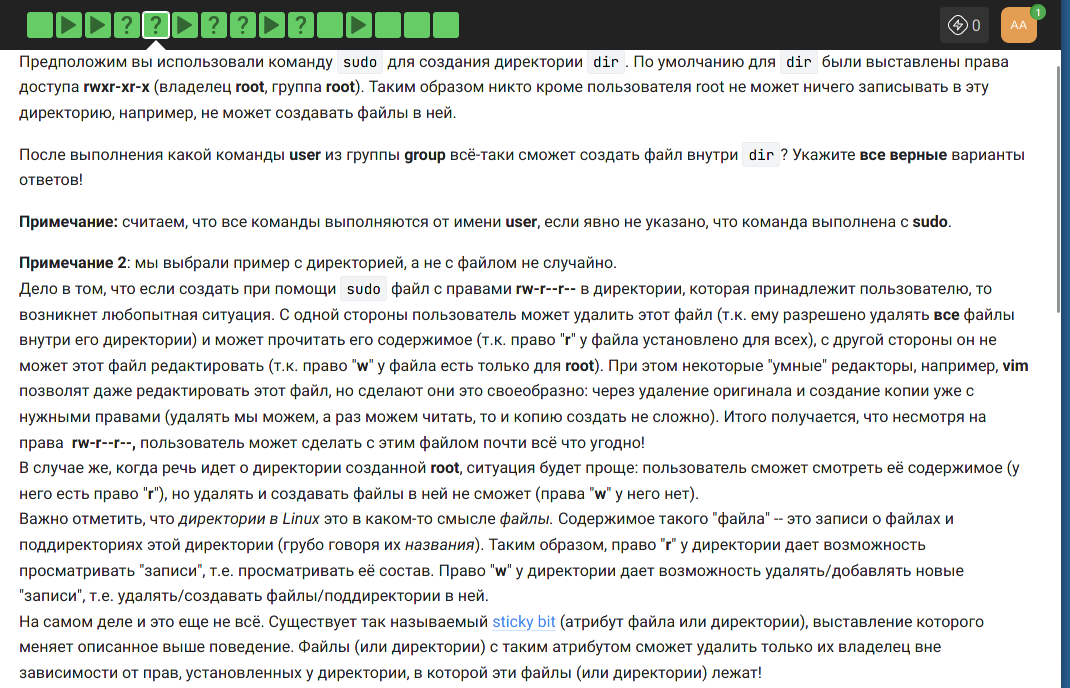 ? ? ? ? ?
0
AA
1
Предположим вы использовали команду sudo для создания директории dir . По умолчанию для dir были выставлены права
доступа rwxr-xr-x (владелец root, группа root). Таким образом никто кроме пользователя root не может ничего записывать в эту
директорию, например, не может создавать файлы в ней.
После выполнения какой команды user из группы group всё-таки сможет создать файл внутри dir ? Укажите все верные варианты
ответов!
Примечание: считаем, что все команды выполняются от имени user, если явно не указано, что команда выполнена с sudo.
Примечание 2: мы выбрали пример с директорией, а не с файлом не случайно.
Дело в том, что если создать при помощи sudo файл с правами rw-r--r-- в директории, которая принадлежит пользователю, то
возникнет любопытная ситуация. С одной стороны пользователь может удалить этот файл (т.к. ему разрешено удалять все файлы
внутри его директории) и может прочитать его содержимое (т.к. право "r" у файла установлено для всех), с другой стороны он не
может этот файл редактировать (т.к. право "w" у файла есть только для root). При этом некоторые "умные" редакторы, например, vim
позволят даже редактировать этот файл, но сделают они это своеобразно: через удаление оригинала и создание копии уже с
нужными правами (удалять мы можем, а раз можем читать, то и копию создать не сложно). Итого получается, что несмотря на
права rw-r--r--, пользователь может сделать с этим файлом почти всё что угодно!
В случае же, когда речь идет о директории созданной root, ситуация будет проще: пользователь сможет смотреть её содержимое (у
него есть право "r"), но удалять и создавать файлы в ней не сможет (права "w" у него нет).
Важно отметить, что директории в Linux это в каком-то смысле файлы. Содержимое такого "файла" -- это записи о файлах и
поддиректориях этой директории (грубо говоря их названия). Таким образом, право "r" у директории дает возможность
просматривать "записи", т.е. просматривать её состав. Право "w" у директории дает возможность удалять/добавлять новые
"записи", т.е. удалять/создавать файлы/поддиректории в ней.
На самом деле и это еще не всё. Существует так называемый sticky bit (атрибут файла или директории), выставление которого
меняет описанное выше поведение. Файлы (или директории) с таким атрибутом сможет удалить только их владелец вне
зависимости от прав, установленных у директории, в которой эти файлы (или директории) лежат!